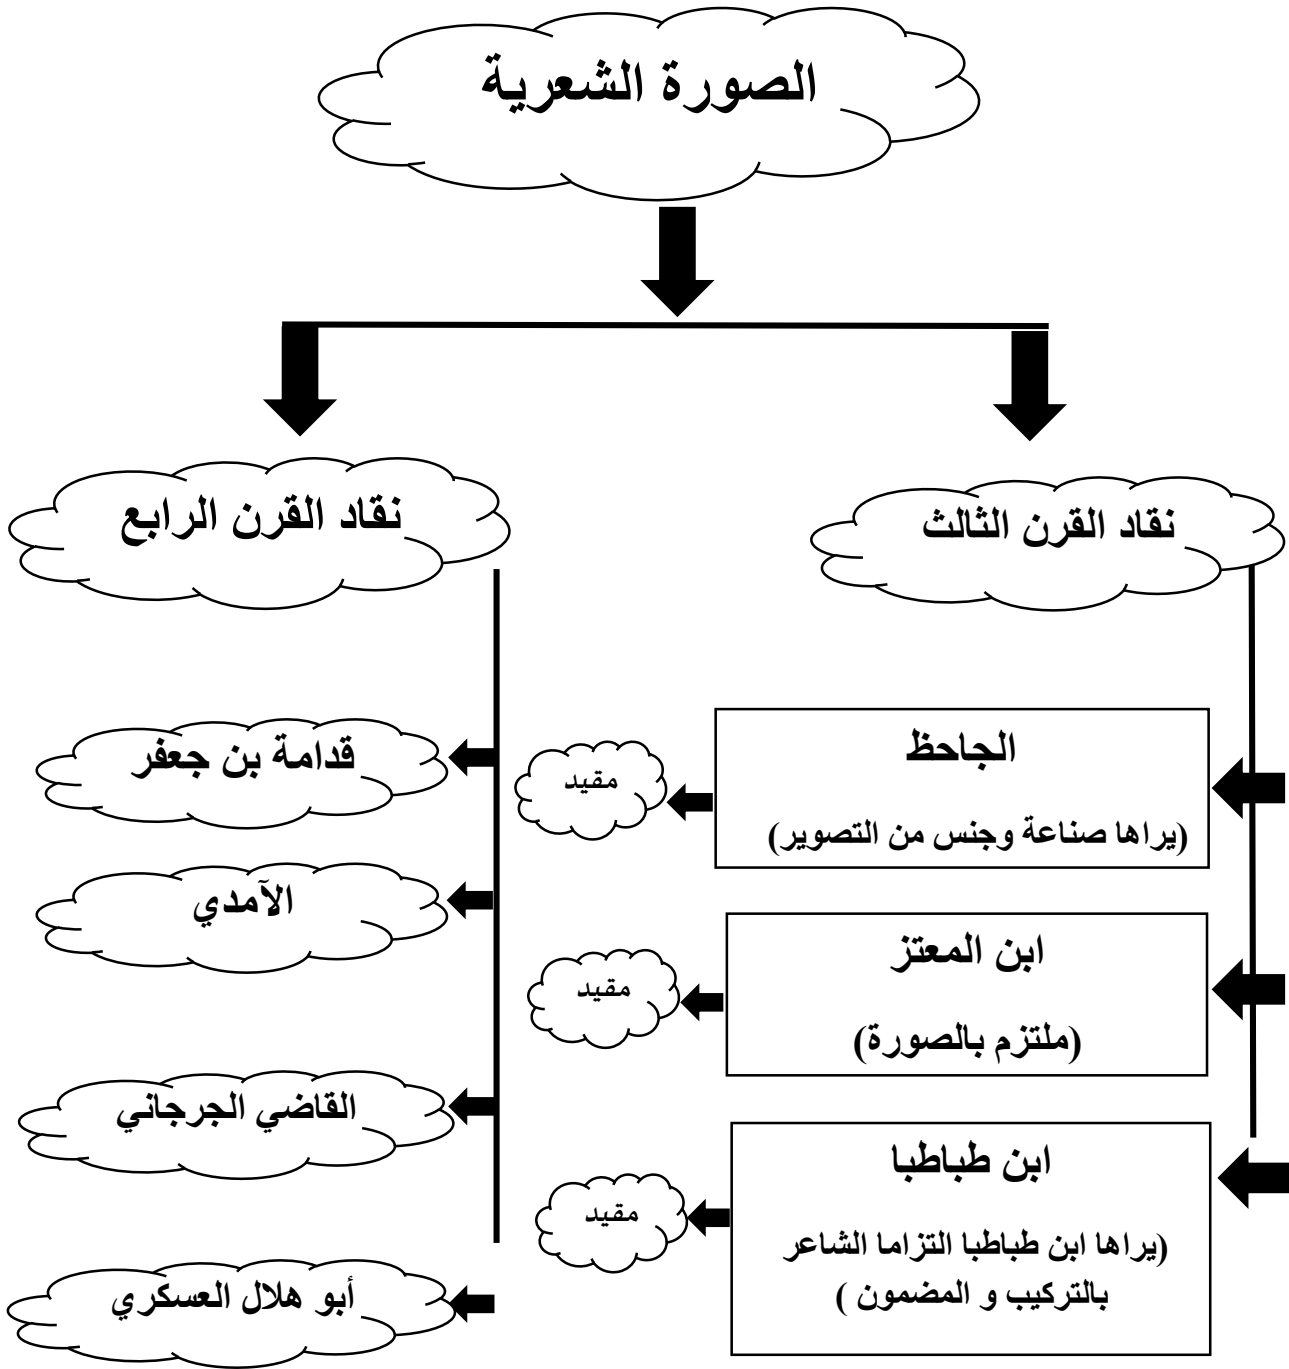 الصورة الشعرية
نقاد القرن الثالث
نقاد القرن الرابع
الجاحظ
(يراها صناعة وجنس من التصوير)
مقيد
ابن المعتز
(ملتزم بالصورة)
مقيد
ابن طباطبا
(يراها ابن طباطبا التزاما الشاعر
بالتركيب و المضمون )
مقيد
قدامة بن جعفر
الآمدي
القاضي الجرجاني
أبو هلال العسكري